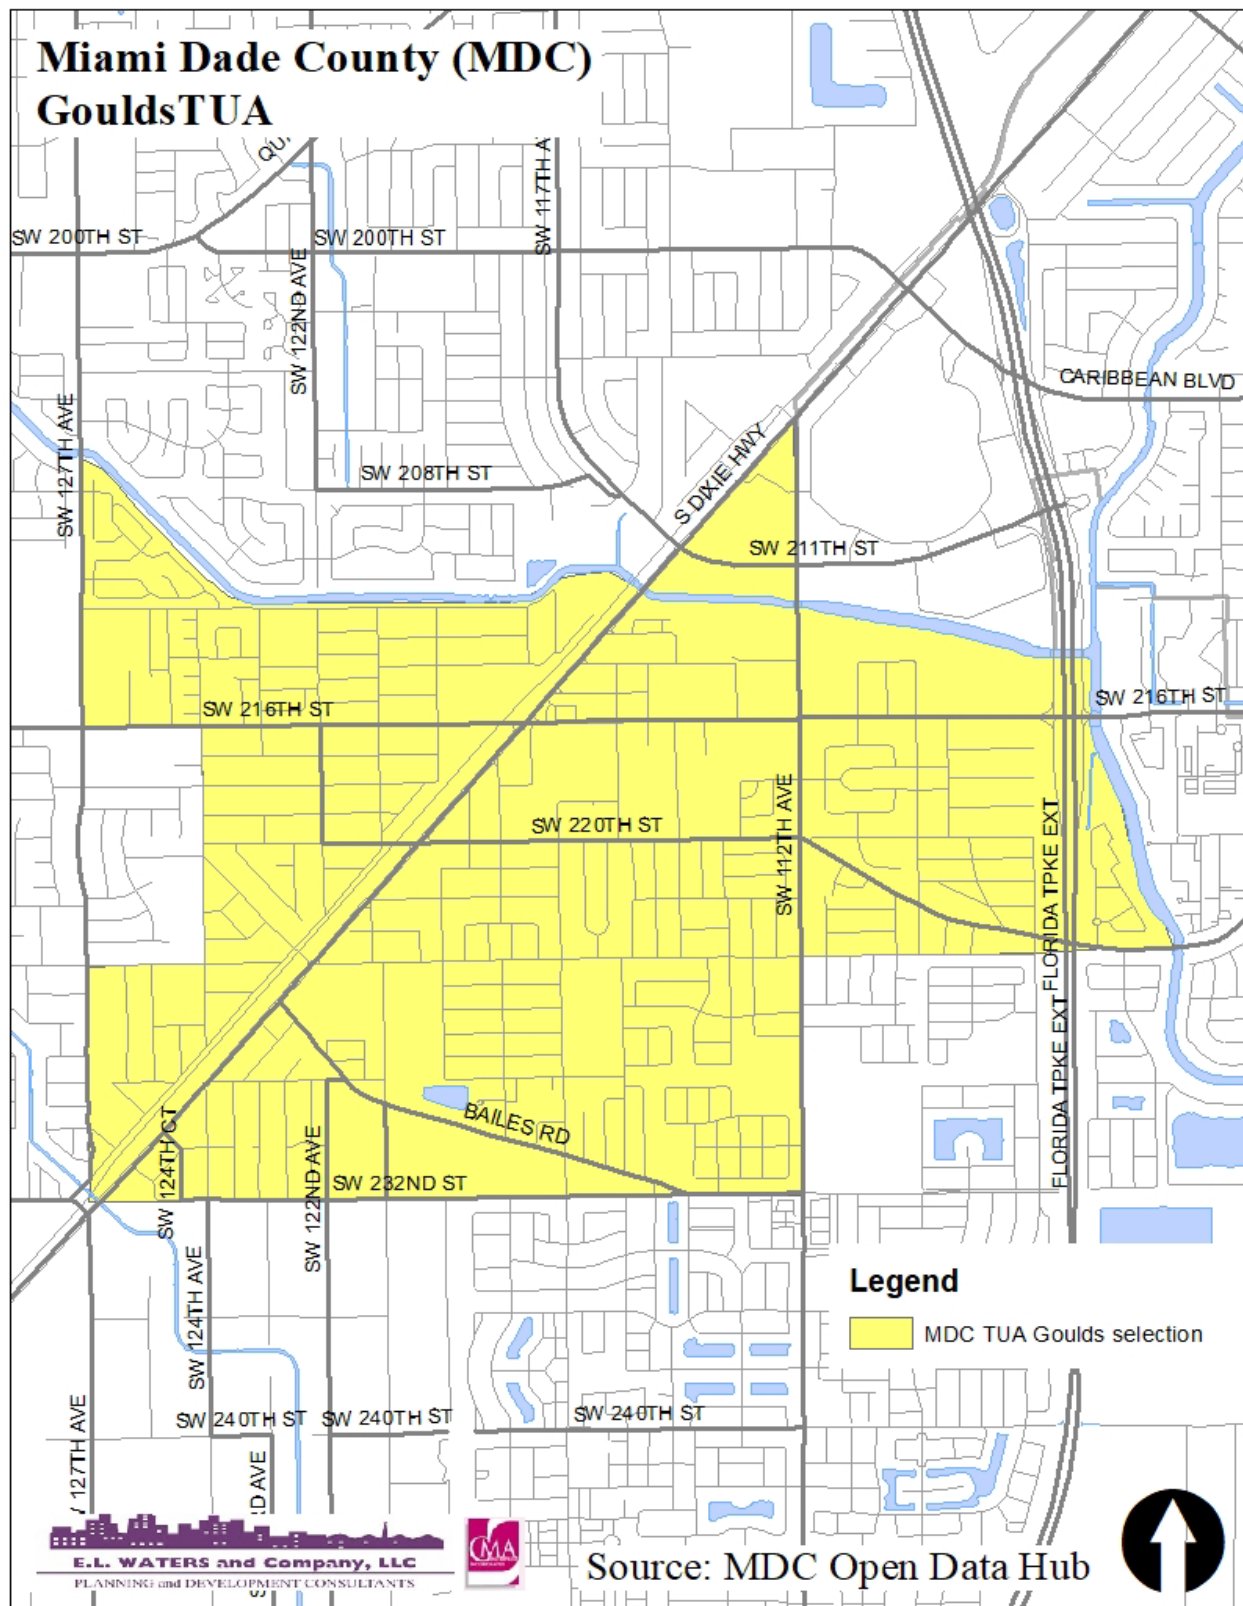 Miami Dade County (MDC)
GouldsTUA
QU
SW 117TH A
SW 200TH ST
SW 200TH ST
SW 122ND AVE
CARIBBEAN BLVD
SW 127TH AVE
S DIXIE HWY
SW 208TH ST
SW 211TH ST
SW 216TH ST
SW 216TH ST
SW 220TH ST
SW 112TH AVE
FLORIDA TPKE EXT
FLORIDA TPKE EXT
BAILES RD
SW 124TH CT
SW 122ND AVE
SW 232ND ST
SW 124TH AVE
Legend
MDC TUA Goulds selection
SW 240TH ST
SW 240TH ST
SW 240TH ST
127TH AVE
D AVE
E.L. WATERS and Company, LLC
PLANNING and DEVELOPMENT CONSULTANTS
CMA
Source: MDC Open Data Hub